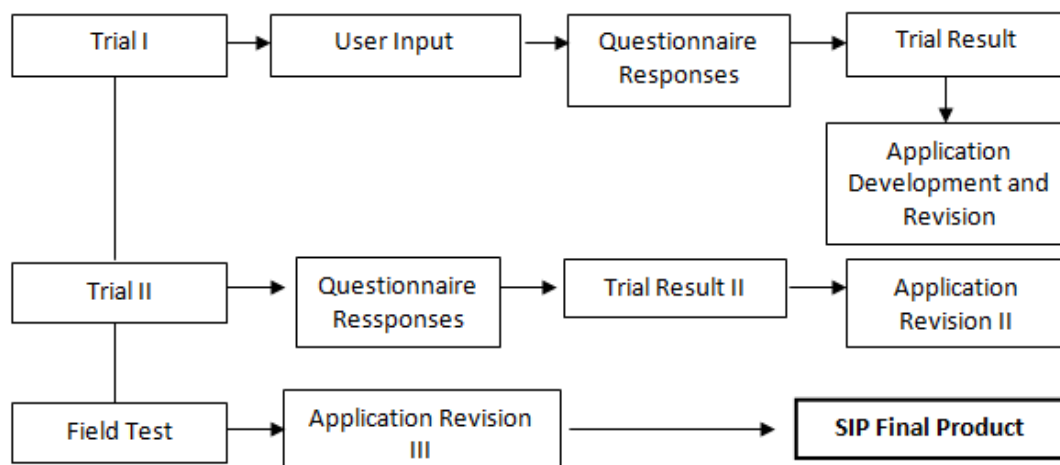 Trial I
User Input
Questionnaire
Responses
Trial Result
Application
Development and
Revision
Trial II
Questionnaire
Ressponses
Trial Result II
Application
Revision II
Field Test
Application Revision
III
SIP Final Product